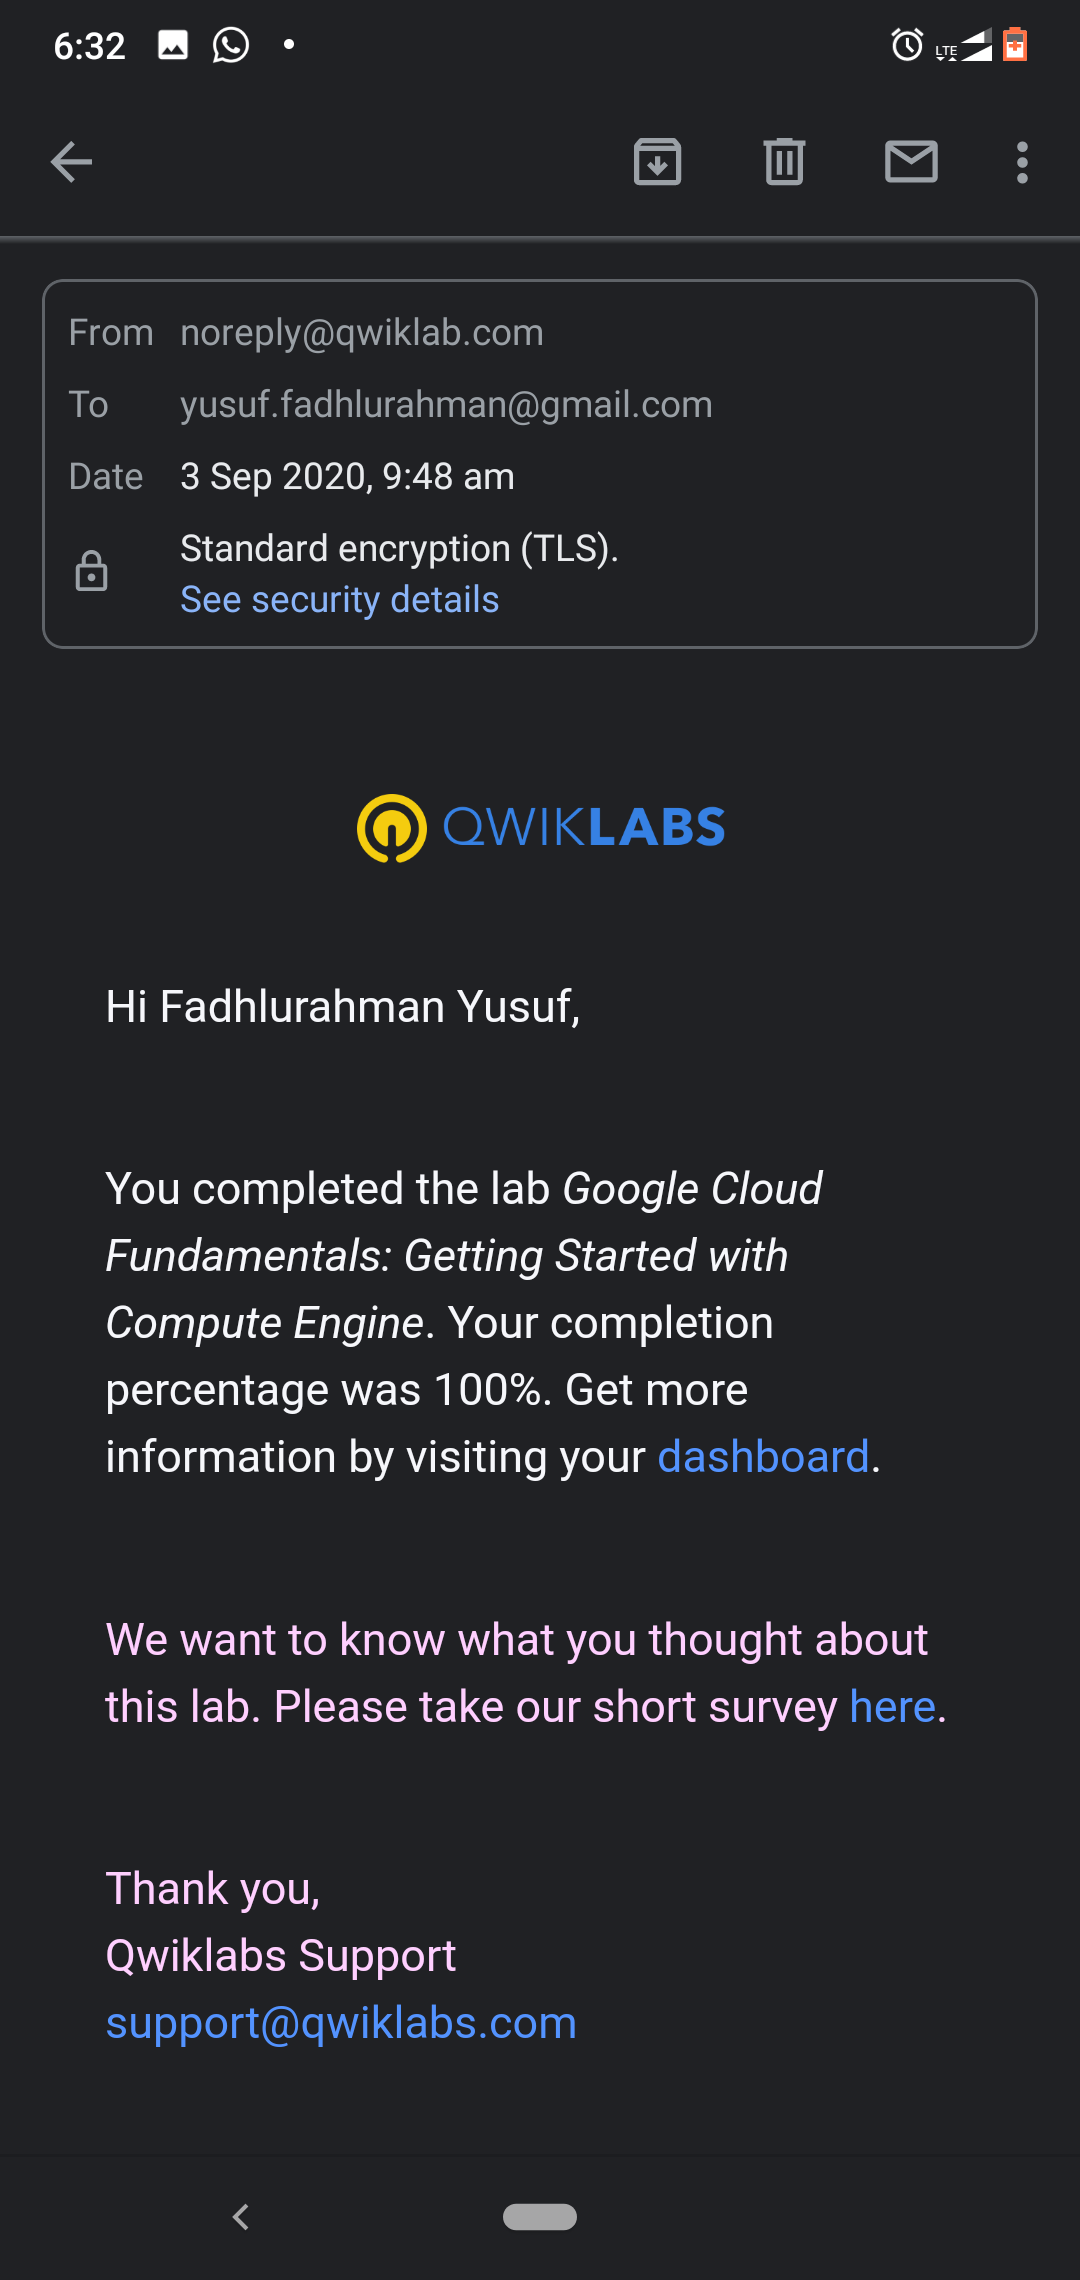 6:32
LTE
From noreply@qwiklab.com
To yusuf.fadhlurahman@gmail.com
Date 3 Sep 2020, 9:48 am
Standard encryption (TLS).
See security details
QWIKLABS
Hi Fadhlurahman Yusuf,
You completed the lab Google Cloud
Fundamentals: Getting Started with
Compute Engine. Your completion
percentage was 100%. Get more
information by visiting your dashboard.
We want to know what you thought about
this lab. Please take our short survey here.
Thank you,
Qwiklabs Support
support@qwiklabs.com